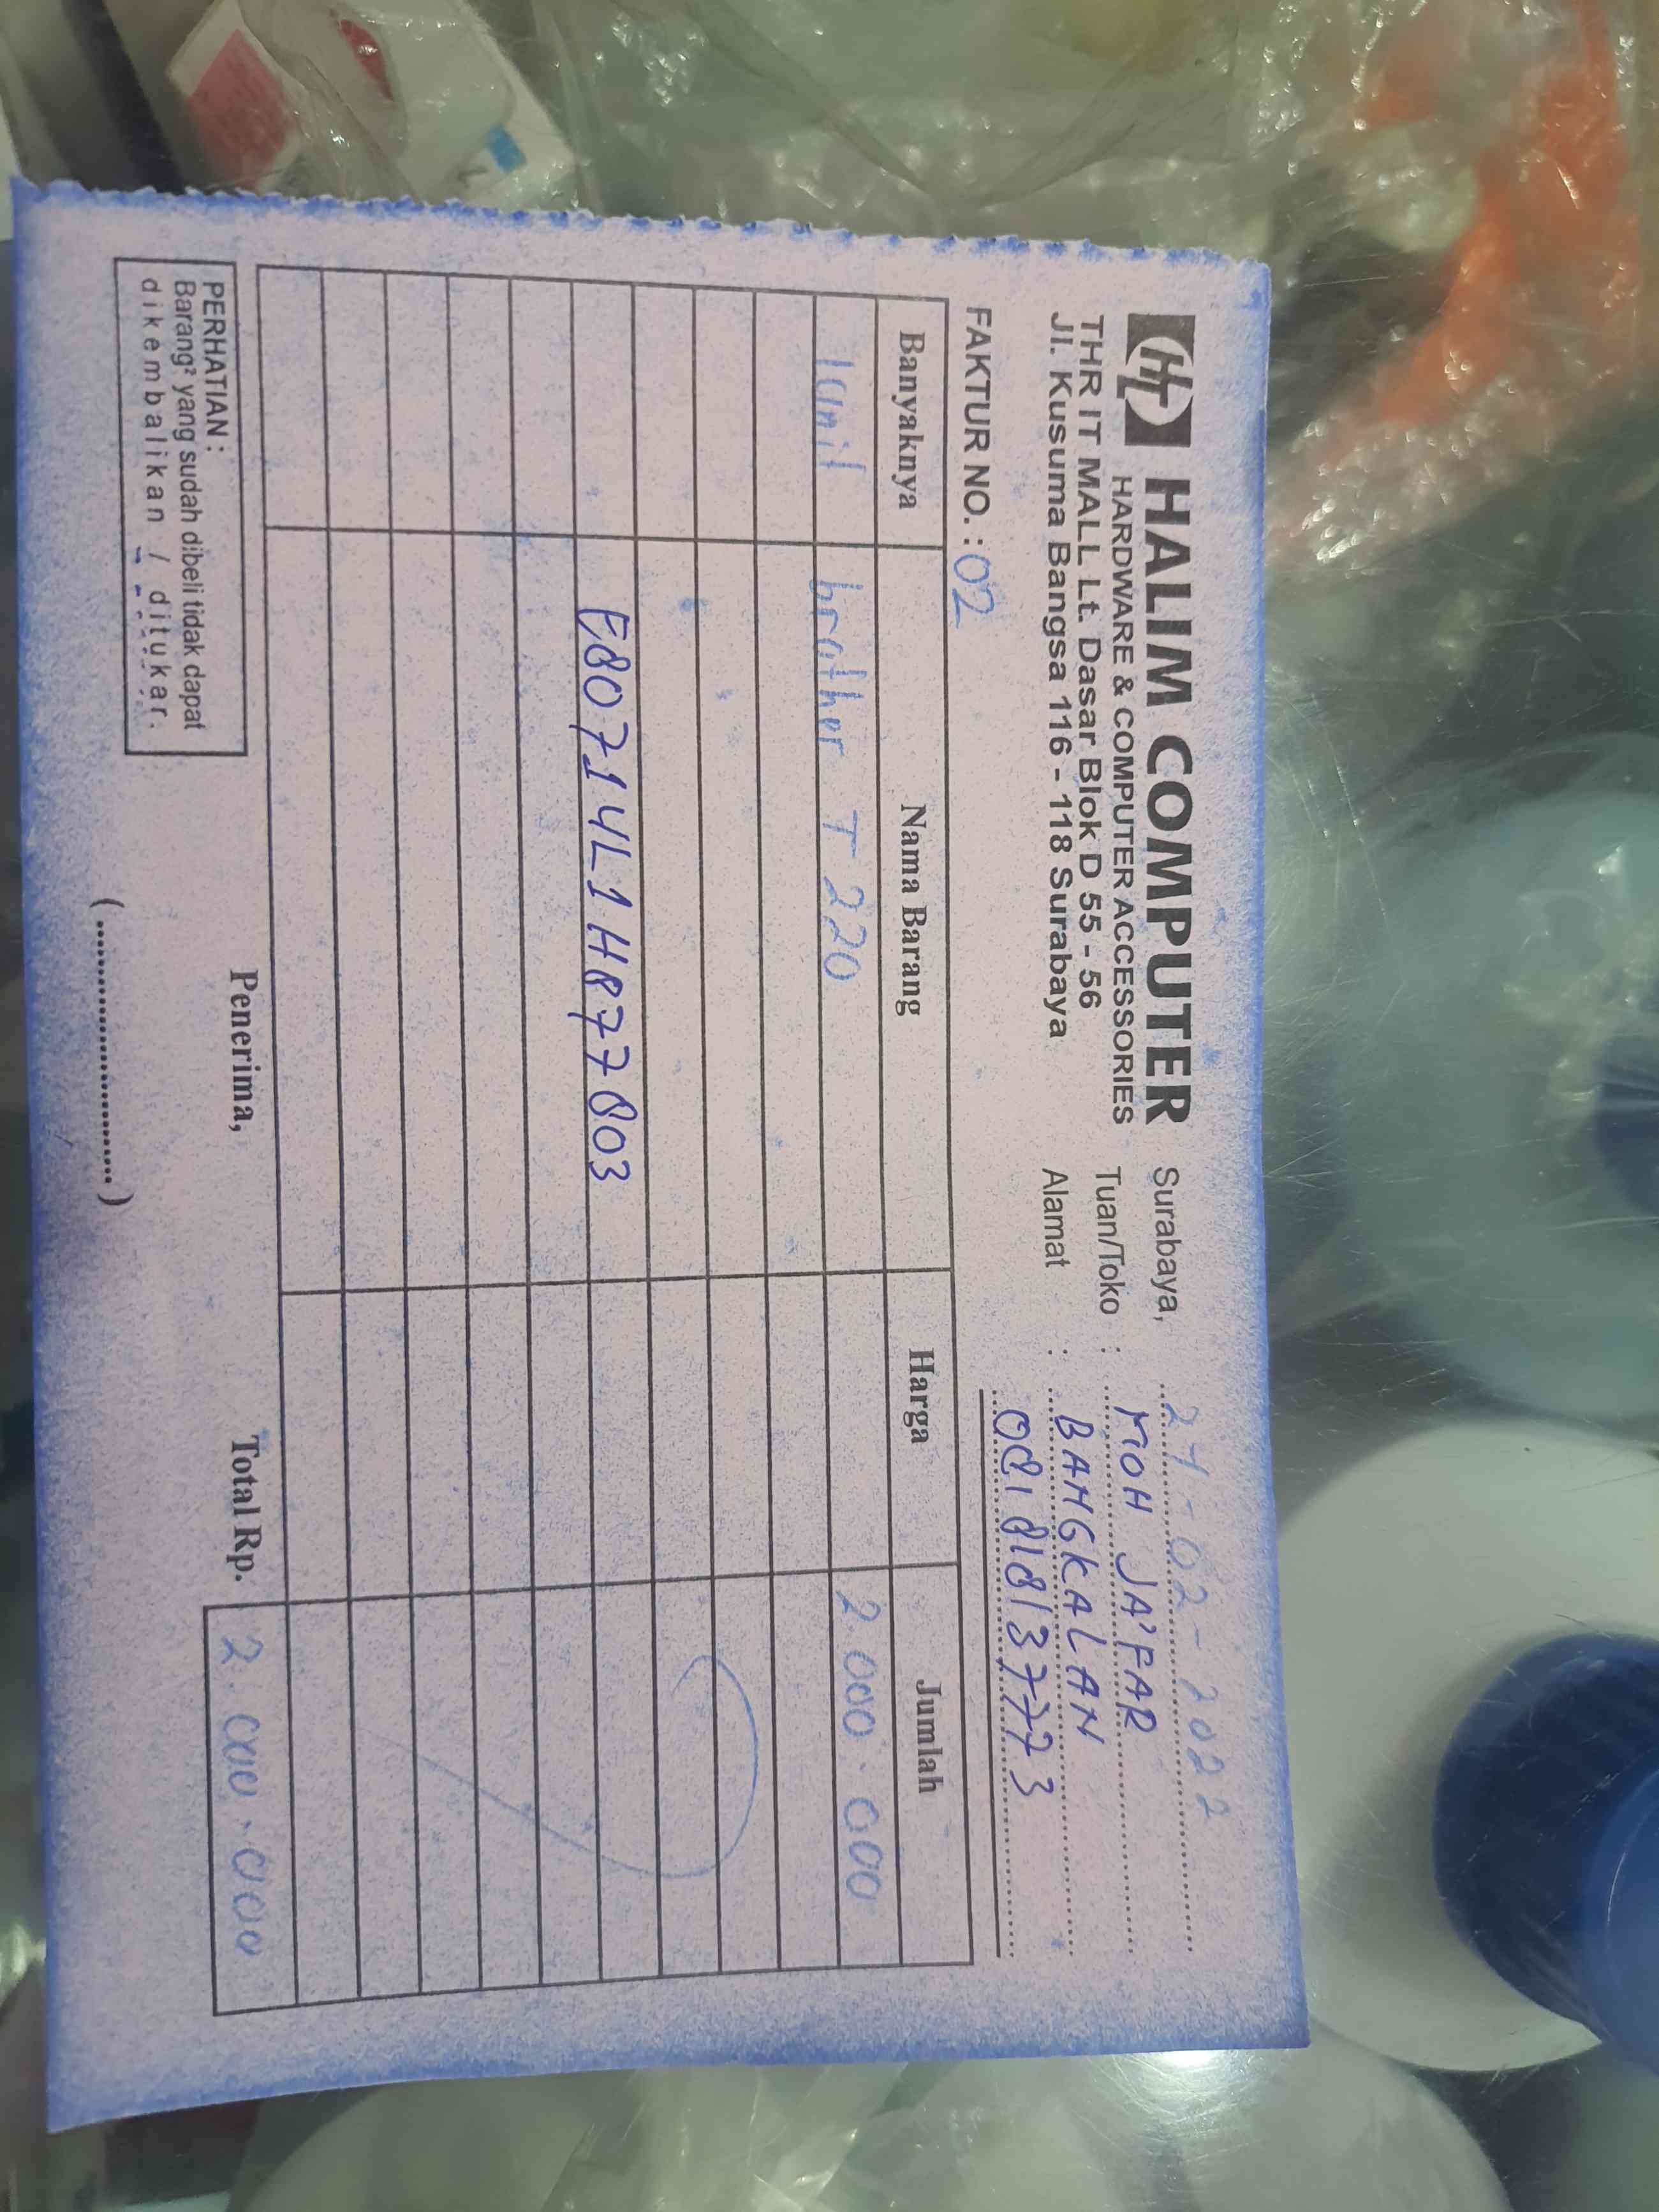 HALIM COMPUTER
HARDWARE & COMPUTER ACCESSORIES
THR IT MALL Lt. Dasar Blok D 55 - 56
Jl. Kusuma Bangsa 116 - 118 Surabaya
Surabaya, 27-02-2022
Tuan/Toko : MOH JA'FAR
Alamat : BANGKALAN
081818137773
FAKTUR NO. : 02
Banyaknya Nama Barang Harga Jumlah
1 unit brother T 220 2.000.000
E80714L1H877803
PERHATIAN :
Barang² yang sudah dibeli tidak dapat
dikembalikan / ditukar.
Penerima,
Total Rp. 2.000.000
(........................)